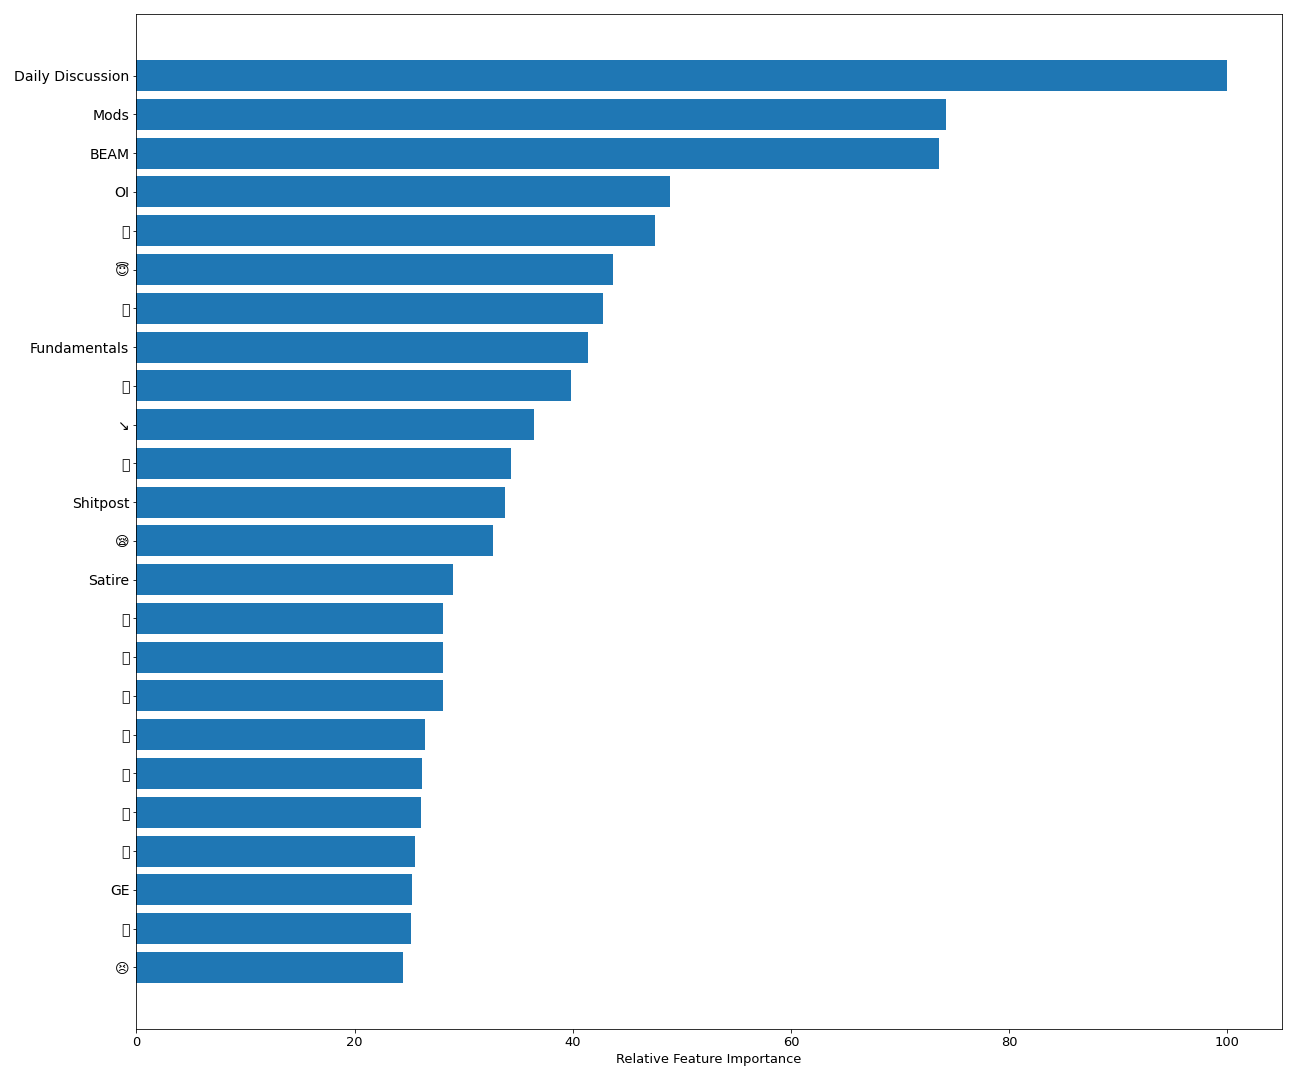 Daily Discussion
Mods
BEAM
OI
😇
Fundamentals
↘
Shitpost
😪
Satire
GE
☹
0 20 40 60 80 100
Relative Feature Importance